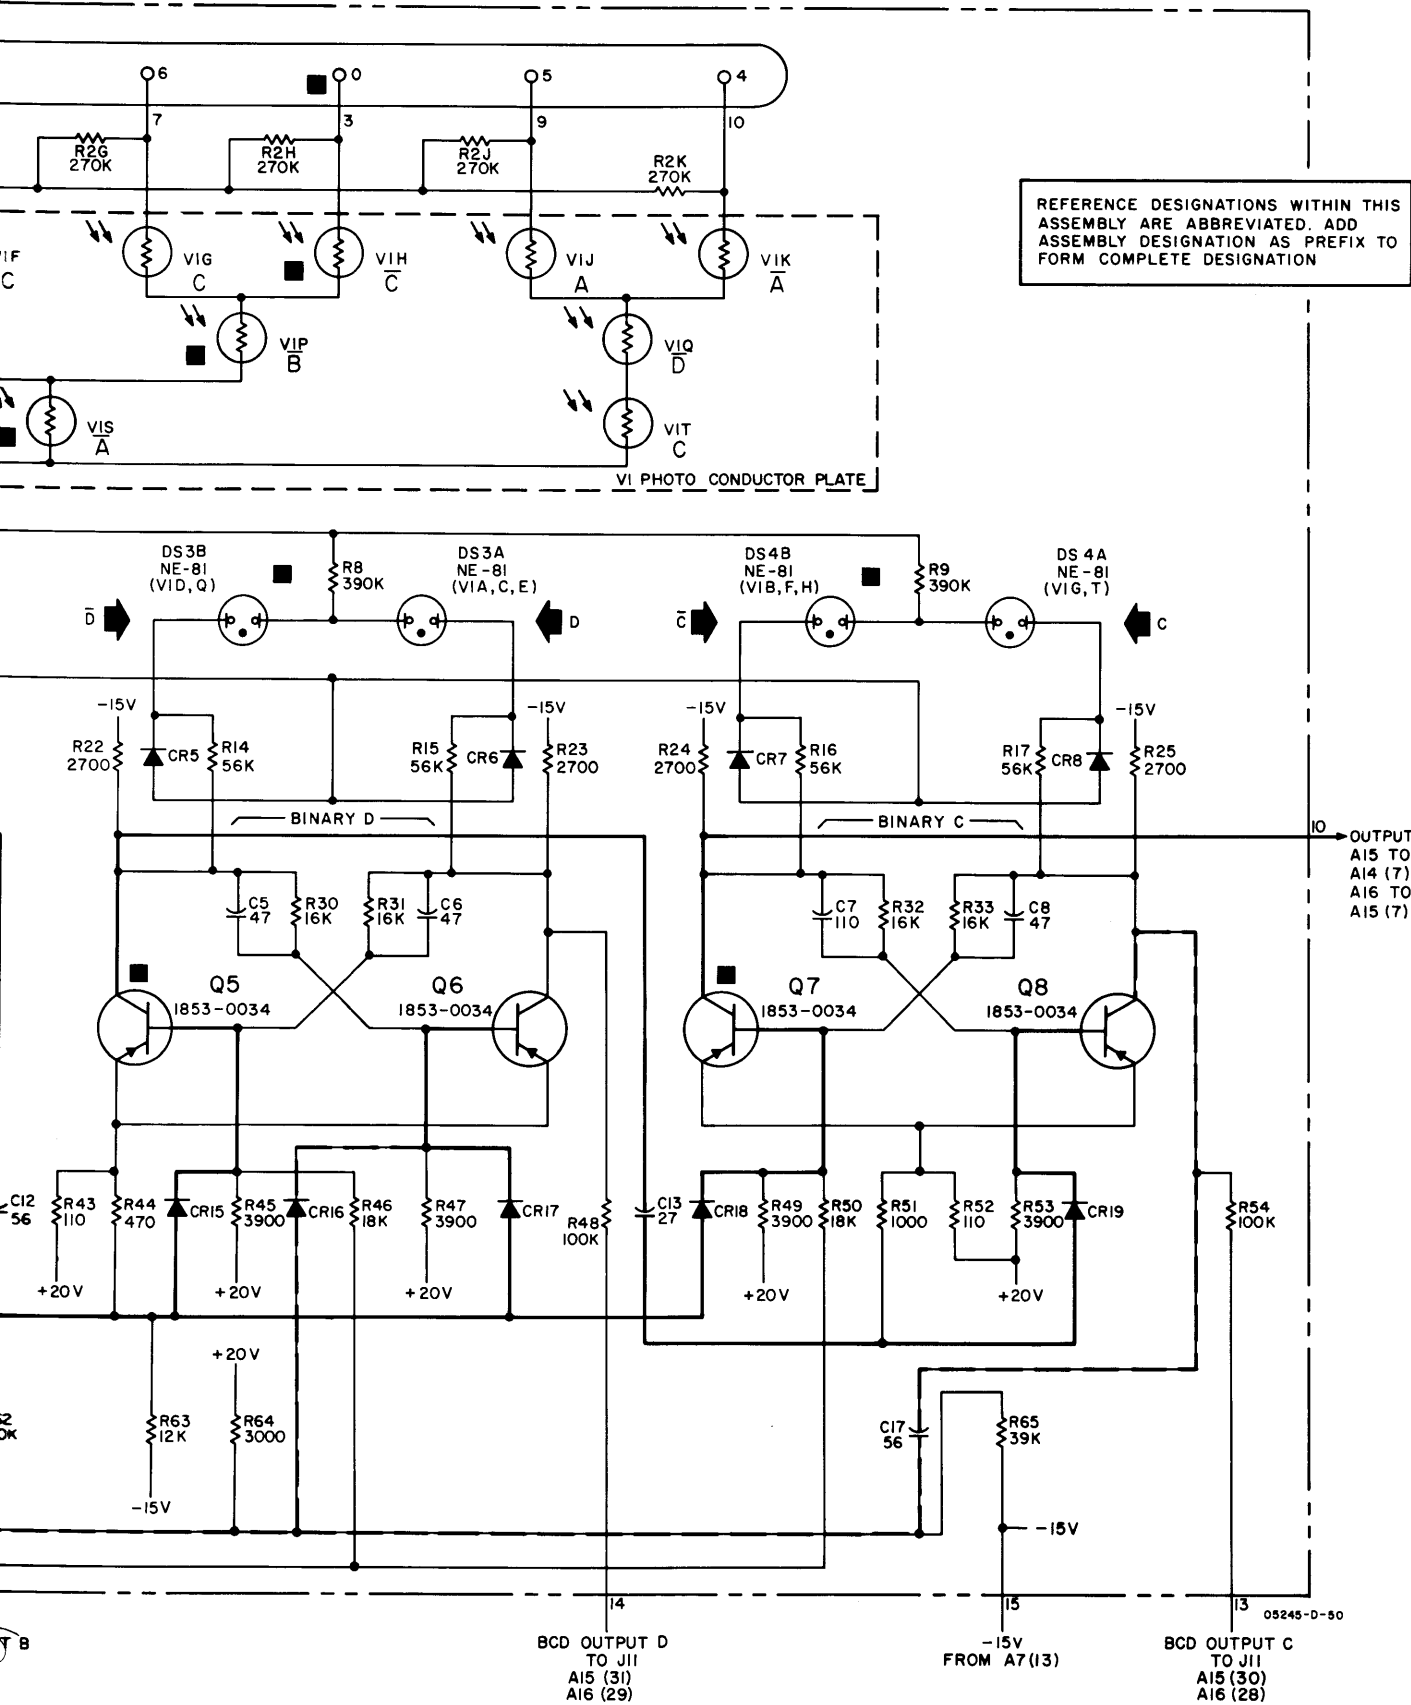 6
0
5
4
7
3
9
10
R2G
270K
R2H
270K
R2J
270K
R2K
270K
REFERENCE DESIGNATIONS WITHIN THIS
ASSEMBLY ARE ABBREVIATED. ADD
ASSEMBLY DESIGNATION AS PREFIX TO
FORM COMPLETE DESIGNATION
V1F
C
V1G
C
V1H
C̅
V1J
A
V1K
A̅
V1P
B̅
V1Q
D̅
V1S
A̅
V1T
C
V1 PHOTO CONDUCTOR PLATE
DS3B
NE-81
(V1D, Q)
R8
390K
DS3A
NE-81
(V1A, C, E)
DS4B
NE-81
(V1B, F, H)
R9
390K
DS4A
NE-81
(V1G, T)
D̅
D
C̅
C
-15V
-15V
-15V
-15V
R22
2700
CR5
R14
56K
R15
56K
CR6
R23
2700
R24
2700
CR7
R16
56K
R17
56K
CR8
R25
2700
BINARY D
BINARY C
10
OUTPUT
A15 TO
A14 (7)
A16 TO
A15 (7)
C5
47
R30
16K
R31
16K
C6
47
C7
110
R32
16K
R33
16K
C8
47
Q5
1853-0034
Q6
1853-0034
Q7
1853-0034
Q8
1853-0034
C12
56
R43
110
R44
470
CR15
R45
3900
CR16
R46
18K
R47
3900
CR17
R48
100K
C13
27
CR18
R49
3900
R50
18K
R51
1000
R52
110
R53
3900
CR19
R54
100K
+20V
+20V
+20V
+20V
+20V
+20V
R63
12K
R64
3000
C17
56
R65
39K
-15V
-15V
14
15
13
05245-D-50
T B
BCD OUTPUT D
TO J11
A15 (31)
A16 (29)
-15V
FROM A7(13)
BCD OUTPUT C
TO J11
A15 (30)
A16 (28)